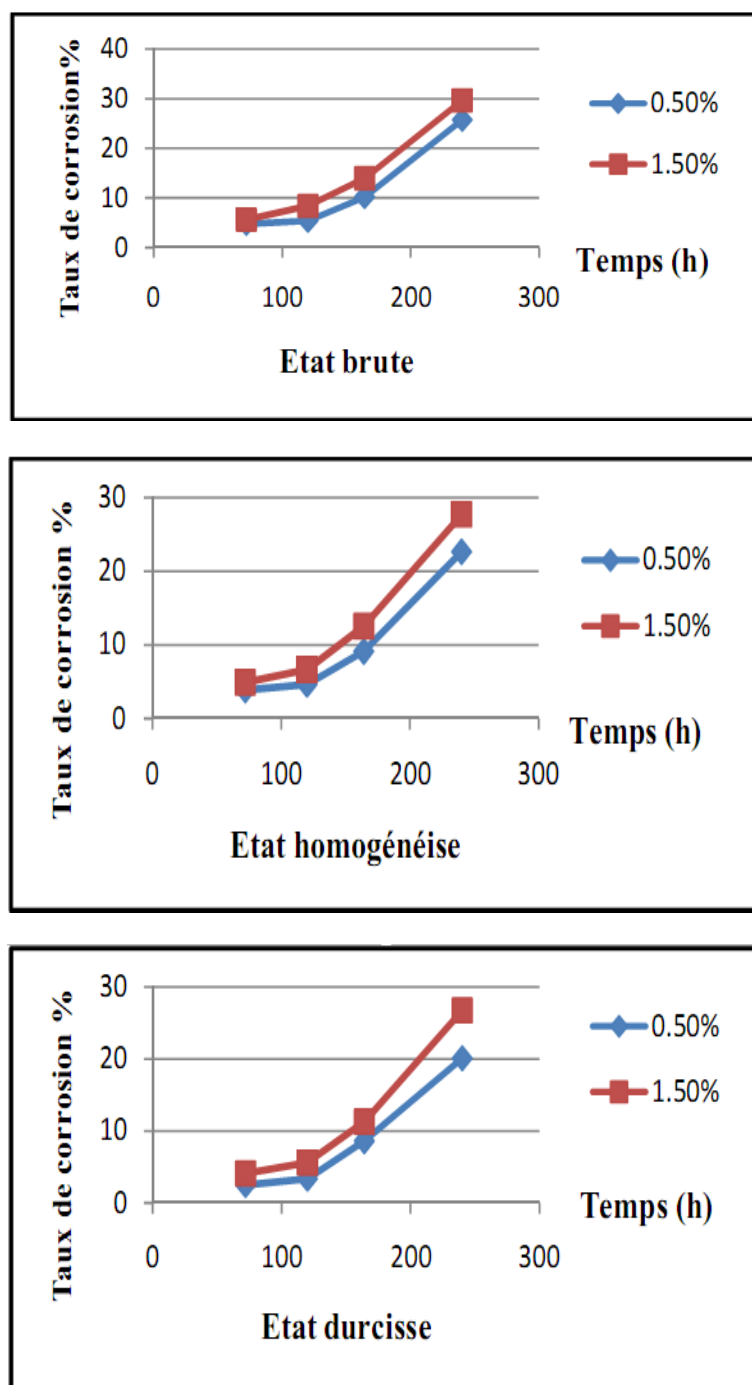 Taux de corrosion%
40
30
20
10
0
0 100 200 300
0.50%
1.50%
Temps (h)
Etat brute
Taux de corrosion %
30
20
10
0
0 100 200 300
0.50%
1.50%
Temps (h)
Etat homogénéise
Taux de corrosion %
30
20
10
0
0 100 200 300
0.50%
1.50%
Temps (h)
Etat durcisse